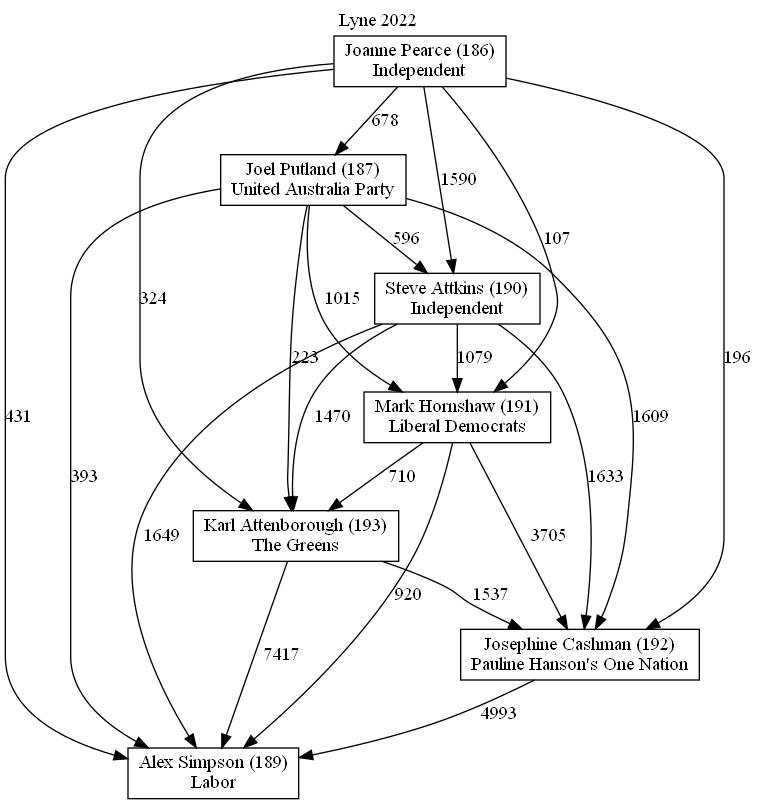 Lyne 2022
Joanne Pearce (186)
Independent
678
Joel Putland (187)
United Australia Party
1590
596
107
Steve Attkins (190)
Independent
324
1015
223
1079
196
431
1470
1609
Mark Hornshaw (191)
Liberal Democrats
393
710
1633
Karl Attenborough (193)
The Greens
1649
3705
920
1537
Josephine Cashman (192)
Pauline Hanson's One Nation
7417
4993
Alex Simpson (189)
Labor